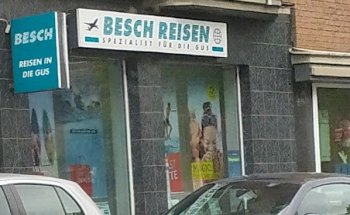 BESCH
REISEN IN
DIE GUS
BESCH REISEN
SPEZIALIST FÜR DIE GUS